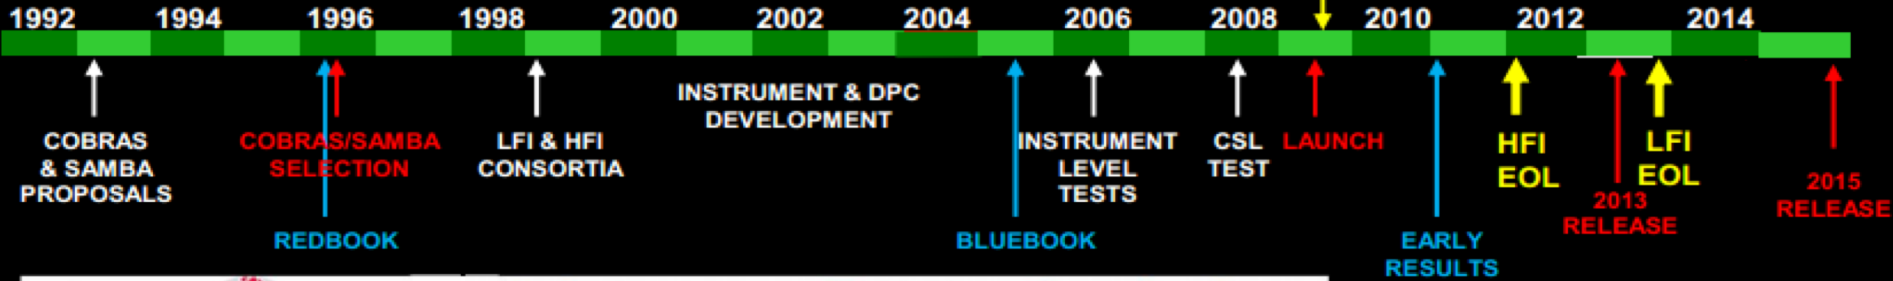 1992 1994 1996 1998 2000 2002 2004 2006 2008 2010 2012 2014
COBRAS
& SAMBA
PROPOSALS
COBRAS/SAMBA
SELECTION
REDBOOK
LFI & HFI
CONSORTIA
INSTRUMENT & DPC
DEVELOPMENT
BLUEBOOK
INSTRUMENT
LEVEL
TESTS
CSL
TEST
LAUNCH
EARLY
RESULTS
HFI
EOL
2013
RELEASE
LFI
EOL
2015
RELEASE